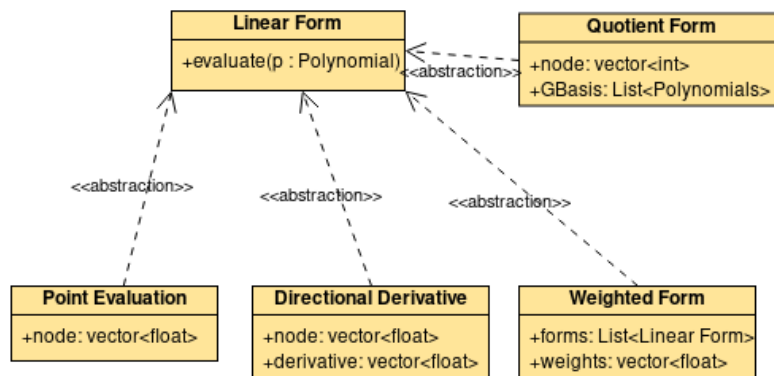 Linear Form
+evaluate(p : Polynomial)
Quotient Form
+node: vector<int>
+GBasis: List<Polynomials>
<<abstraction>>
<<abstraction>>
<<abstraction>>
<<abstraction>>
Point Evaluation
+node: vector<float>
Directional Derivative
+node: vector<float>
+derivative: vector<float>
Weighted Form
+forms: List<Linear Form>
+weights: vector<float>